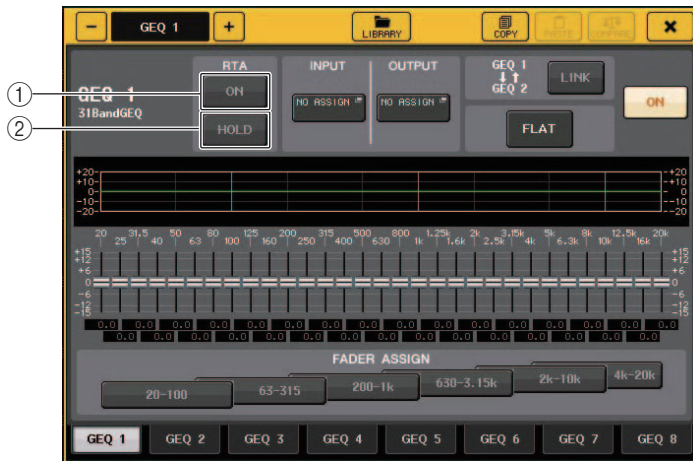 − GEQ 1 + LIBRARY COPY PASTE COMPARE ×
RTA INPUT OUTPUT GEQ 1
① GEQ 1 ON GEQ 2 LINK ON
31BandGEQ NO ASSIGN NO ASSIGN
② HOLD FLAT
+20 +20
+10 +10
0 0
−10 −10
−20 −20
20 31.5 50 80 125 200 315 500 800 1.25k 2k 3.15k 5k 8k 12.5k 20k
25 40 63 100 160 250 400 630 1k 1.6k 2.5k 4k 6.3k 10k 16k
+15 +15
+12 +12
+6 +6
0 0
−6 −6
−12 −12
−15 −15
0.0 0.0 0.0 0.0 0.0 0.0 0.0 0.0 0.0 0.0 0.0 0.0 0.0 0.0 0.0 0.0
0.0 0.0 0.0 0.0 0.0 0.0 0.0 0.0 0.0 0.0 0.0 0.0 0.0 0.0 0.0
FADER ASSIGN
20-100 63-315 200-1k 630-3.15k 2k-10k 4k-20k
GEQ 1 GEQ 2 GEQ 3 GEQ 4 GEQ 5 GEQ 6 GEQ 7 GEQ 8